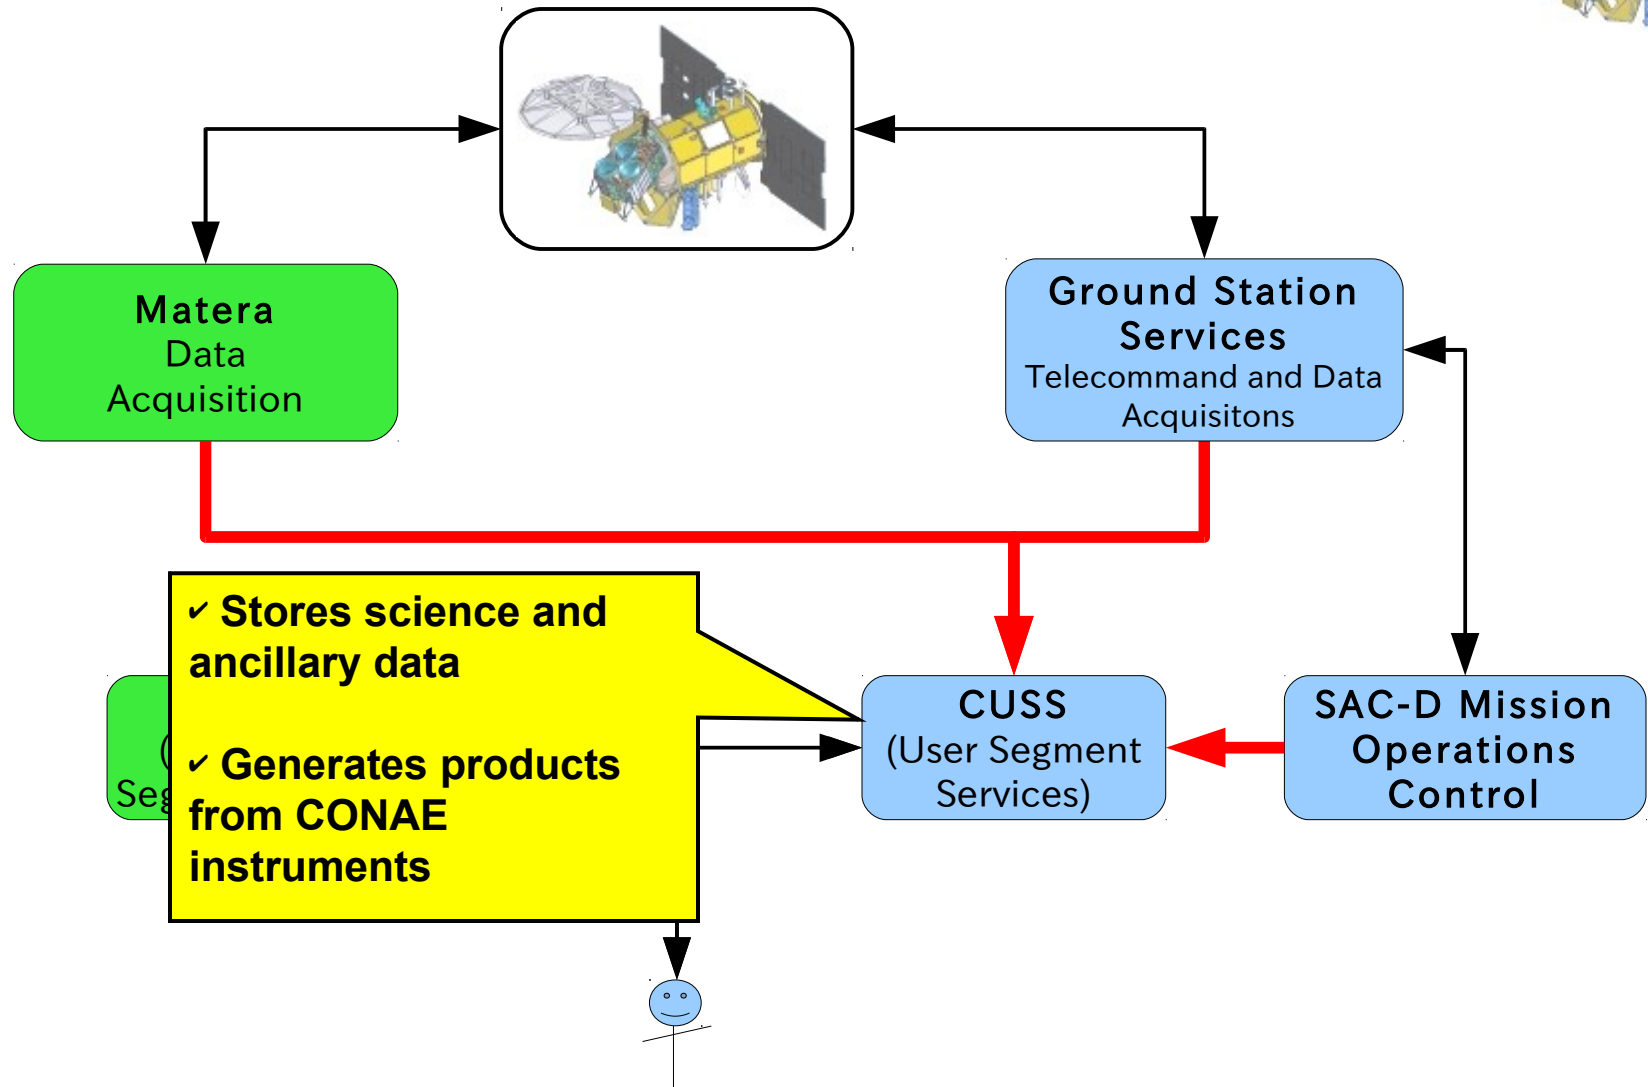 Matera
Data
Acquisition
Ground Station
Services
Telecommand and Data
Acquisitons
✔ Stores science and
ancillary data
✔ Generates products
from CONAE
instruments
(
Seg
CUSS
(User Segment
Services)
SAC-D Mission
Operations
Control